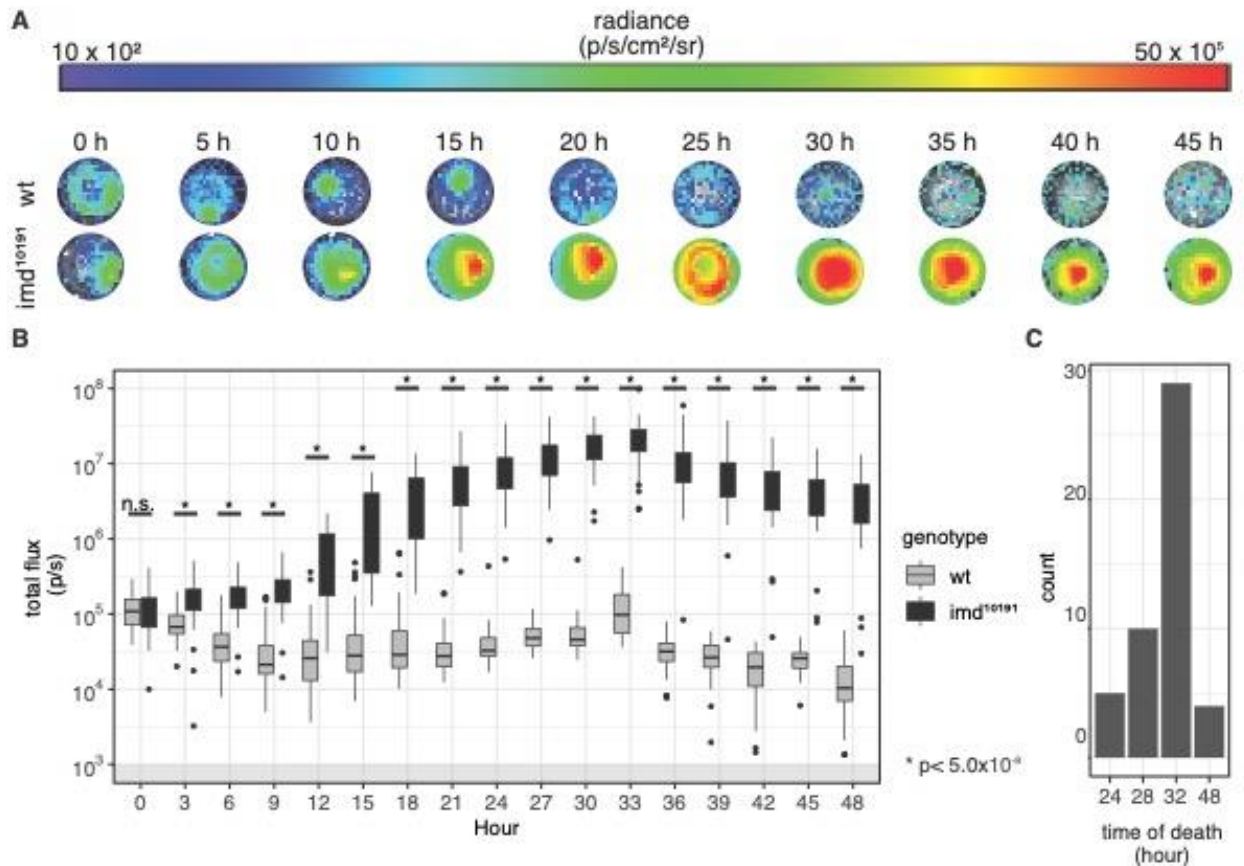 A
radiance
(p/s/cm²/sr)
10 x 10²
50 x 10⁵
0 h 5 h 10 h 15 h 20 h 25 h 30 h 35 h 40 h 45 h
wt
imd¹⁰¹⁹¹
B
C
10⁸
10⁷
10⁶
10⁵
10⁴
10³
total flux
(p/s)
n.s. * * * * * * * * * * * * * * * *
0 3 6 9 12 15 18 21 24 27 30 33 36 39 42 45 48
Hour
genotype
wt
imd¹⁰¹⁹¹
* p< 5.0x10⁻⁸
30
20
10
0
count
24 28 32 48
time of death
(hour)